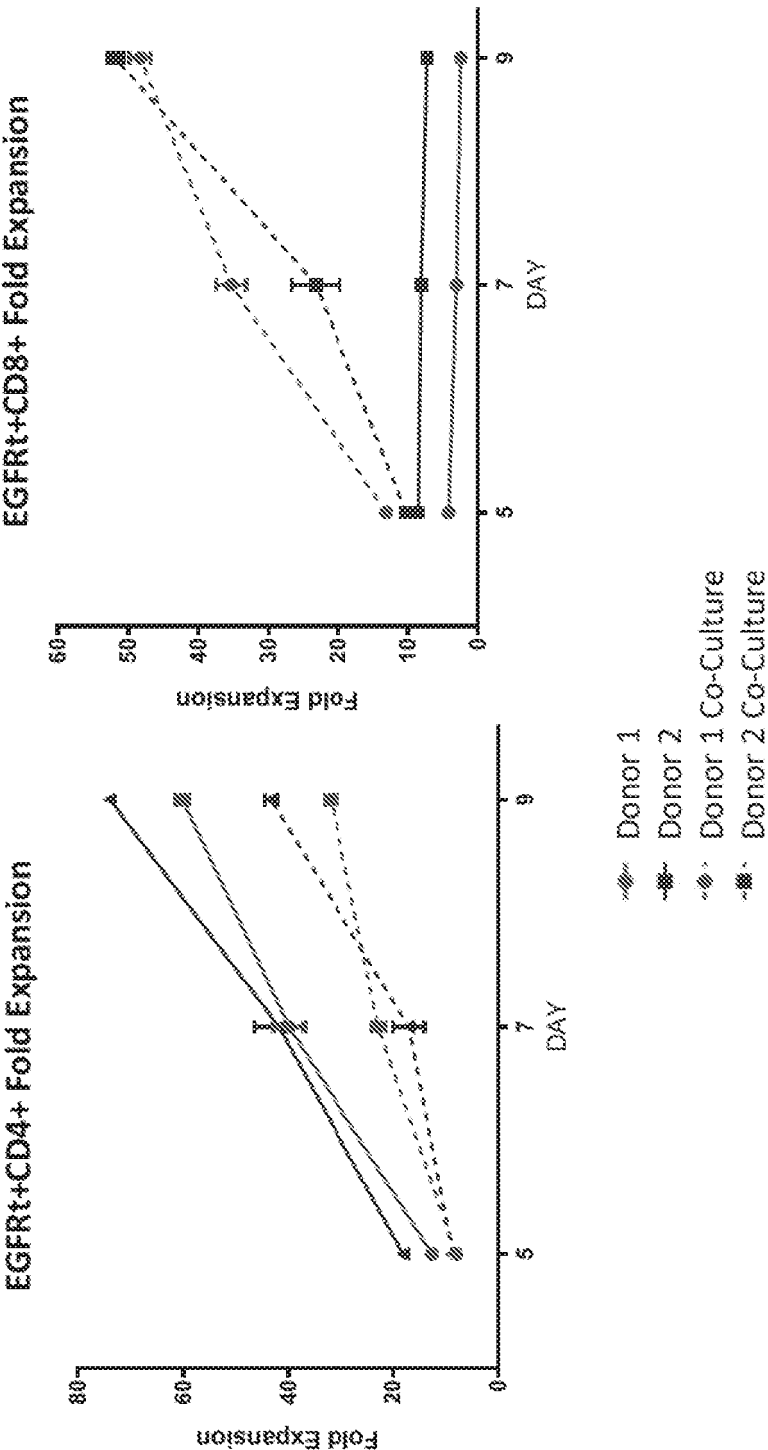 EGFRt+CD4+ Fold Expansion
Fold Expansion
80
60
40
20
0
5
7
9
DAY
EGFRt+CD8+ Fold Expansion
Fold Expansion
60
50
40
30
20
10
0
5
7
9
DAY
Donor 1
Donor 2
Donor 1 Co-Culture
Donor 2 Co-Culture